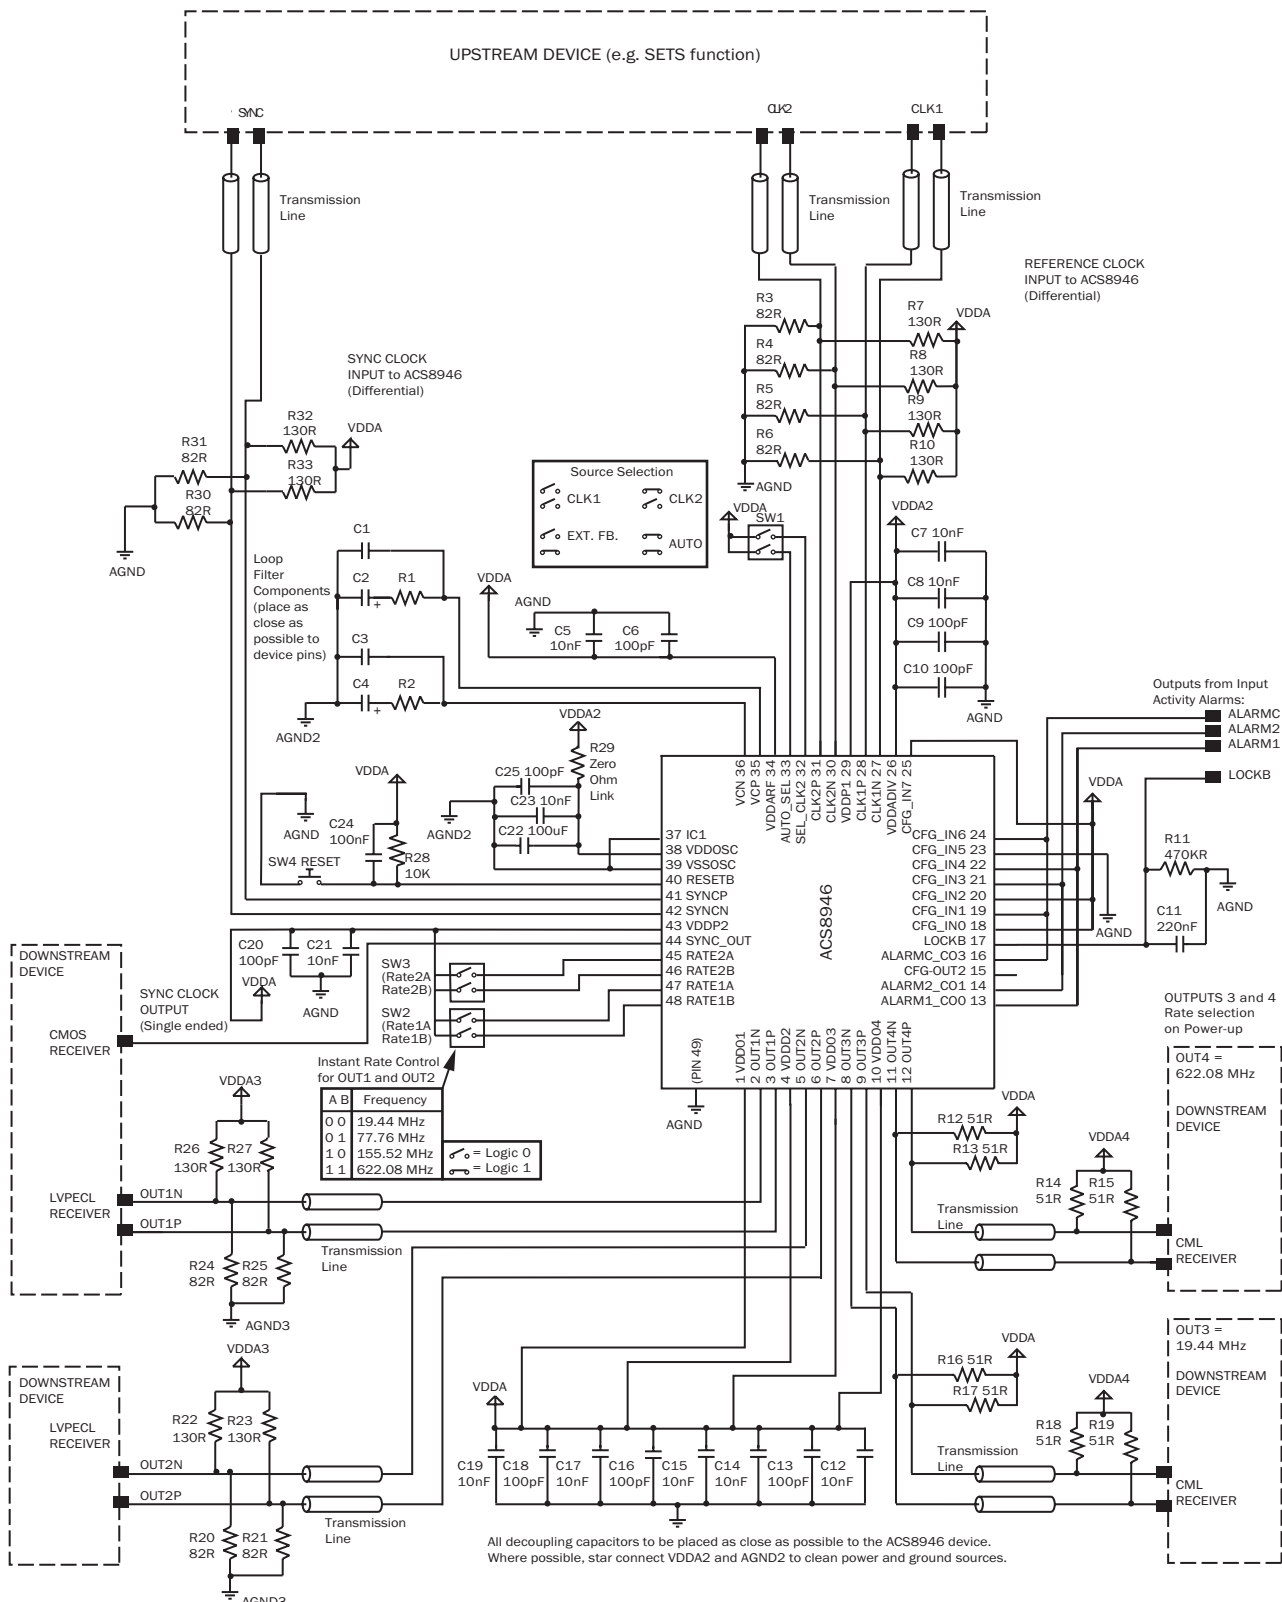 UPSTREAM DEVICE (e.g. SETS function)
SYNC
CLK2
CLK1
Transmission
Line
Transmission
Line
Transmission
Line
REFERENCE CLOCK
INPUT to ACS8946
(Differential)
R3
82R
R4
82R
R5
82R
R6
82R
R7
130R
R8
130R
R9
130R
R10
130R
VDDA
AGND
SYNC CLOCK
INPUT to ACS8946
(Differential)
R32
130R
R33
130R
VDDA
R31
82R
R30
82R
AGND
Source Selection
CLK1
CLK2
EXT. FB.
AUTO
VDDA
SW1
VDDA2
C7 10nF
C8 10nF
C9 100pF
C10 100pF
AGND
Loop
Filter
Components
(place as
close as
possible to
device pins)
C1
C2
R1
+
C3
C4
R2
+
AGND2
VDDA
AGND
C5
10nF
C6
100pF
Outputs from Input
Activity Alarms:
ALARMC
ALARM2
ALARM1
LOCKB
VDDA2
R29
Zero
Ohm
Link
C25 100pF
C23 10nF
C22 100uF
AGND2
VDDA
AGND
C24
100nF
R28
10K
SW4 RESET
VCN 36
VCP 35
VDDARF 34
AUTO_SEL 33
SEL_CLK2 32
CLK2P 31
CLK2N 30
VDDP1 29
CLK1P 28
CLK1N 27
VDDADIV 26
CFG_IN7 25
37 IC1
38 VDDOSC
39 VSSOSC
40 RESETB
41 SYNCP
42 SYNCN
43 VDDP2
44 SYNC_OUT
45 RATE2A
46 RATE2B
47 RATE1A
48 RATE1B
ACS8946
CFG_IN6 24
CFG_IN5 23
CFG_IN4 22
CFG_IN3 21
CFG_IN2 20
CFG_IN1 19
CFG_IN0 18
LOCKB 17
ALARMC_CO3 16
CFG-OUT2 15
ALARM2_CO1 14
ALARM1_CO0 13
(PIN 49)
1 VDDO1
2 OUT1N
3 OUT1P
4 VDDD2
5 OUT2N
6 OUT2P
7 VDDO3
8 OUT3N
9 OUT3P
10 VDDO4
11 OUT4N
12 OUT4P
AGND
VDDA
R11
470KR
AGND
C11
220nF
AGND
C20
100pF
C21
10nF
VDDA
AGND
SW3
(Rate2A
Rate2B)
SW2
(Rate1A
Rate1B)
DOWNSTREAM
DEVICE
SYNC CLOCK
OUTPUT
(Single ended)
CMOS
RECEIVER
Instant Rate Control
for OUT1 and OUT2
A B Frequency
0 0 19.44 MHz
0 1 77.76 MHz
1 0 155.52 MHz
1 1 622.08 MHz
= Logic 0
= Logic 1
VDDA3
R26
130R
R27
130R
LVPECL
RECEIVER
OUT1N
OUT1P
Transmission
Line
R24
82R
R25
82R
AGND3
OUTPUTS 3 and 4
Rate selection
on Power-up
OUT4 =
622.08 MHz
DOWNSTREAM
DEVICE
VDDA
R12 51R
R13 51R
VDDA4
R14
51R
R15
51R
Transmission
Line
CML
RECEIVER
OUT3 =
19.44 MHz
DOWNSTREAM
DEVICE
VDDA
R16 51R
R17 51R
VDDA4
R18
51R
R19
51R
Transmission
Line
CML
RECEIVER
VDDA3
DOWNSTREAM
DEVICE
LVPECL
RECEIVER
R22
130R
R23
130R
OUT2N
OUT2P
Transmission
Line
R20
82R
R21
82R
AGND3
VDDA
C19
10nF
C18
100pF
C17
10nF
C16
100pF
C15
10nF
C14
10nF
C13
100pF
C12
10nF
All decoupling capacitors to be placed as close as possible to the ACS8946 device.
Where possible, star connect VDDA2 and AGND2 to clean power and ground sources.